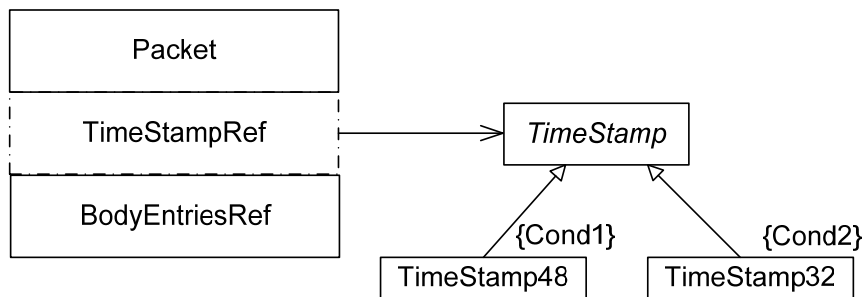 Packet
TimeStampRef
TimeStamp
BodyEntriesRef
{Cond1}
{Cond2}
TimeStamp48
TimeStamp32